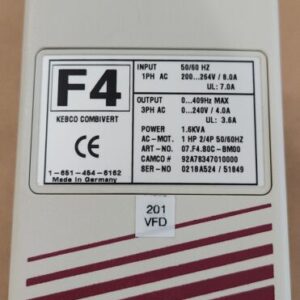 F4
KEBCO COMBIVERT
CE
1-651-454-6162
Made in Germany
INPUT 50/60 HZ
1PH AC 200...264V / 8.0A
UL: 7.0A
OUTPUT 0...409Hz MAX
3PH AC 0...240V / 4.0A
UL: 3.6A
POWER 1.6KVA
AC-MOT. 1 HP 2/4P 50/60HZ
ART-NO. 07.F4.80C-BM00
CAMCO # 92A78347010000
SER-NO 0218A524 / 51849
201
VFD